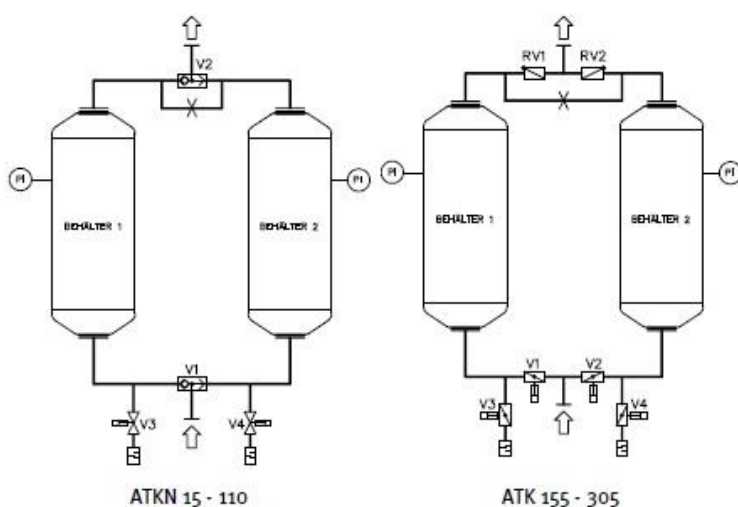 V2
RV1 RV2
PI PI PI PI
BEHÄLTER 1 BEHÄLTER 2 BEHÄLTER 1 BEHÄLTER 2
V1 V1 V2
V3 V4 V3 V4
ATKN 15 - 110 ATK 155 - 305